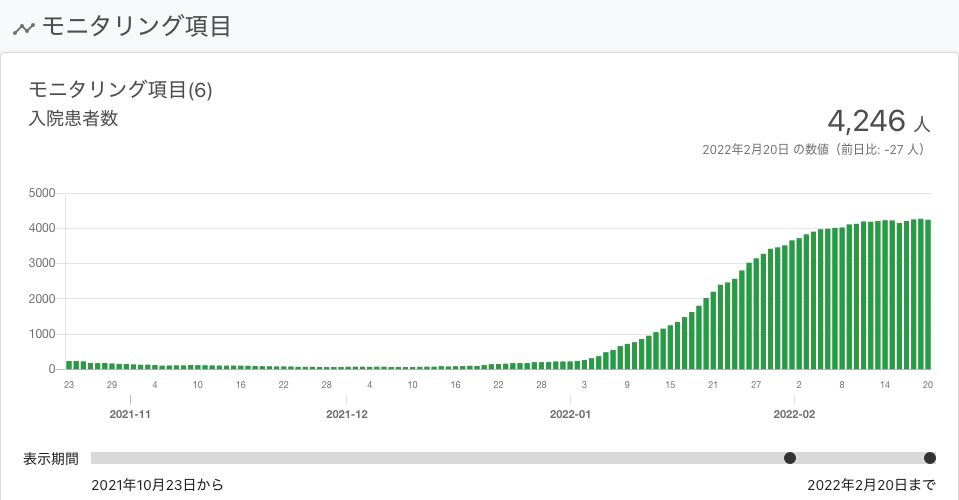 モニタリング項目
モニタリング項目(6)
入院患者数
4,246 人
2022年2月20日 の数値（前日比: -27 人）
5000
4000
3000
2000
1000
0
23 29 4 10 16 22 28 4 10 16 22 28 3 9 15 21 27 2 8 14 20
2021-11 2021-12 2022-01 2022-02
表示期間
2021年10月23日から 2022年2月20日まで